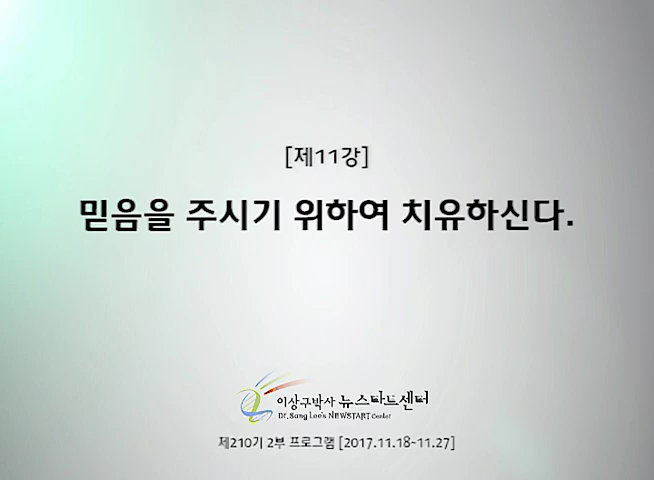 [제11강]
믿음을 주시기 위하여 치유하신다.
이상구박사 뉴스타트센터
Dr. Sang Lee's NEWSTART Center
제210기 2부 프로그램 [2017.11.18~11.27]